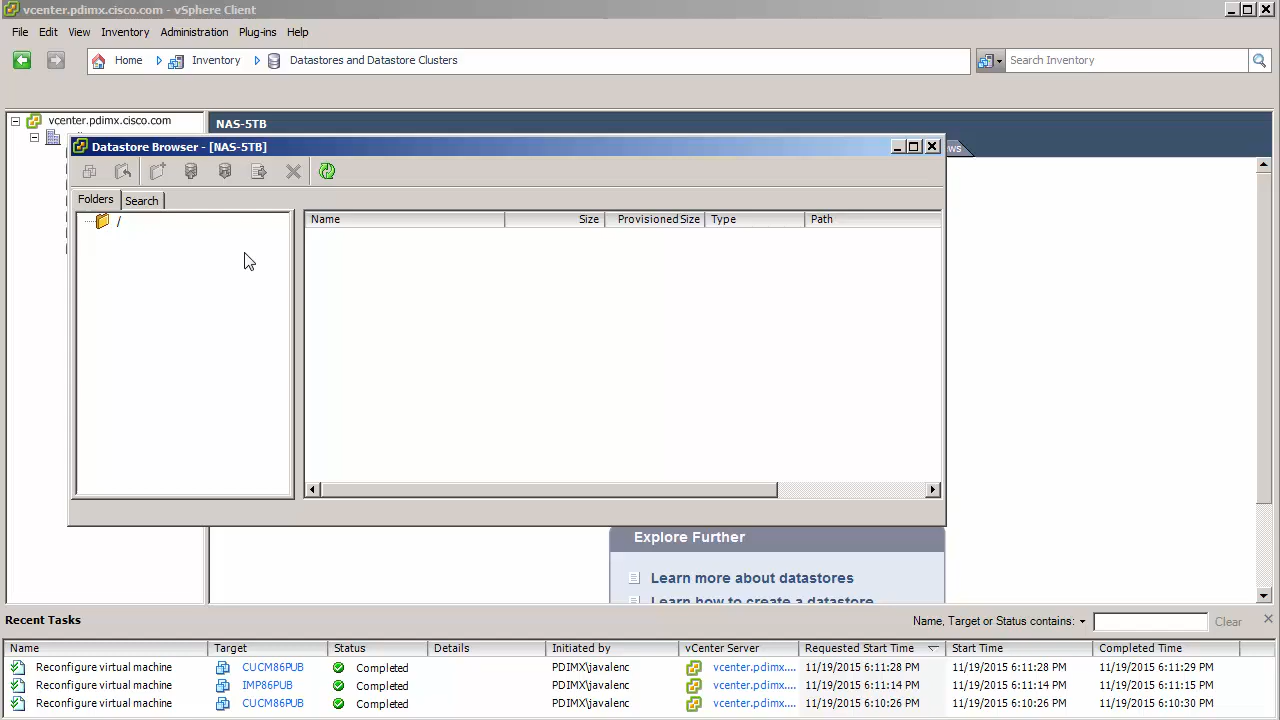 vcenter.pdimx.cisco.com - vSphere Client
File Edit View Inventory Administration Plug-ins Help
Home Inventory Datastores and Datastore Clusters Search Inventory
vcenter.pdimx.cisco.com
NAS-5TB
Datastore Browser - [NAS-5TB]
ws
Folders Search
/
Name Size Provisioned Size Type Path
Explore Further
Learn more about datastores
Learn how to create a datastore
Recent Tasks Name, Target or Status contains: Clear
Name Target Status Details Initiated by vCenter Server Requested Start Time Start Time Completed Time
Reconfigure virtual machine CUCM86PUB Completed PDIMX\javalenc vcenter.pdimx.... 11/19/2015 6:11:28 PM 11/19/2015 6:11:28 PM 11/19/2015 6:11:29 PM
Reconfigure virtual machine IMP86PUB Completed PDIMX\javalenc vcenter.pdimx.... 11/19/2015 6:11:14 PM 11/19/2015 6:11:14 PM 11/19/2015 6:11:15 PM
Reconfigure virtual machine CUCM86PUB Completed PDIMX\javalenc vcenter.pdimx.... 11/19/2015 6:10:26 PM 11/19/2015 6:10:26 PM 11/19/2015 6:10:30 PM